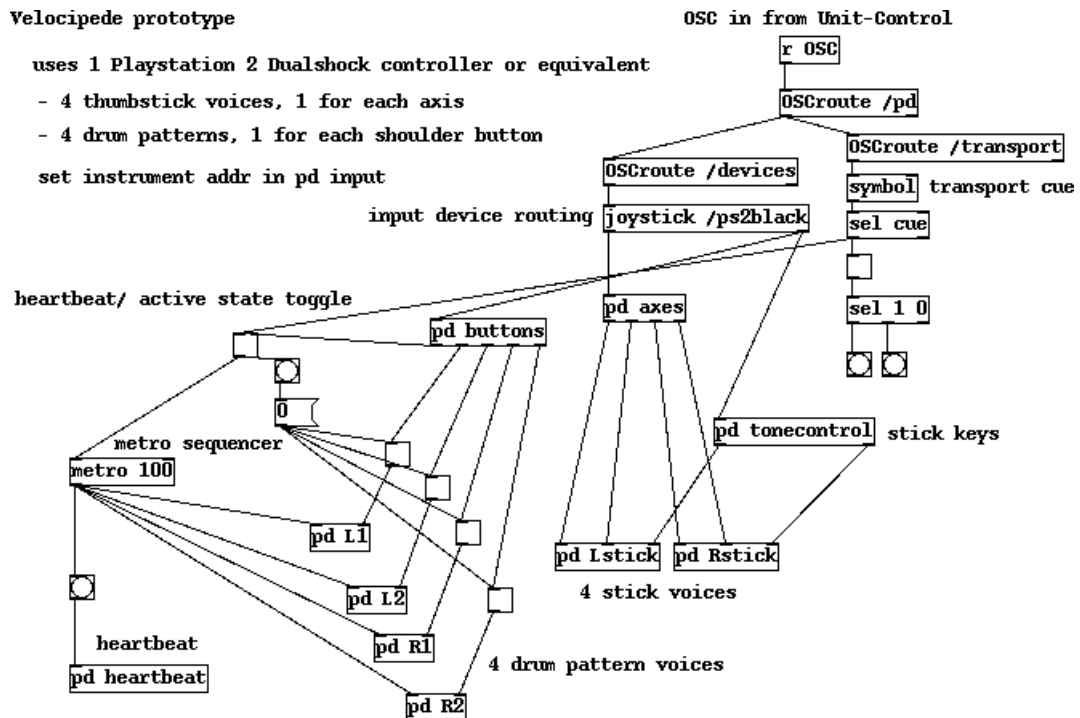 Velocipede prototype
OSC in from Unit-Control
r OSC
uses 1 Playstation 2 Dualshock controller or equivalent
- 4 thumbstick voices, 1 for each axis
OSCroute /pd
- 4 drum patterns, 1 for each shoulder button
OSCroute /transport
OSCroute /devices
set instrument addr in pd input
symbol
transport cue
input device routing
joystick /ps2black
sel cue
heartbeat/ active state toggle
pd axes
sel 1 0
pd buttons
0
pd tonecontrol
stick keys
metro sequencer
metro 100
pd L1
pd Lstick
pd Rstick
pd L2
4 stick voices
heartbeat
pd R1
4 drum pattern voices
pd heartbeat
pd R2